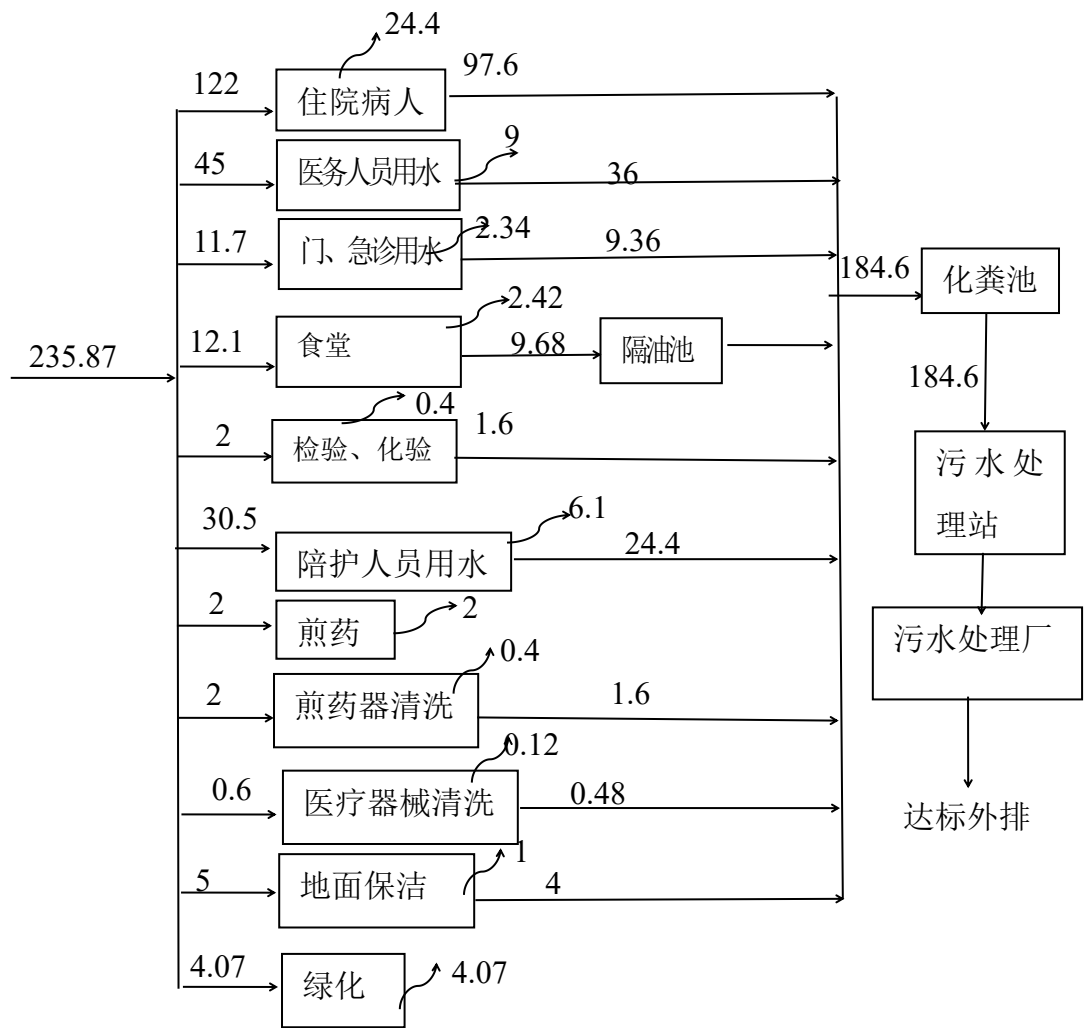 24.4
122
住院病人
97.6
45
医务人员用水
9
36
11.7
门、急诊用水
2.34
9.36
184.6
化粪池
235.87
12.1
食堂
2.42
9.68
隔油池
184.6
2
检验、化验
0.4
1.6
污水处
理站
30.5
陪护人员用水
6.1
24.4
2
煎药
2
污水处理厂
2
煎药器清洗
0.4
1.6
0.6
医疗器械清洗
0.12
0.48
达标外排
5
地面保洁
1
4
4.07
绿化
4.07